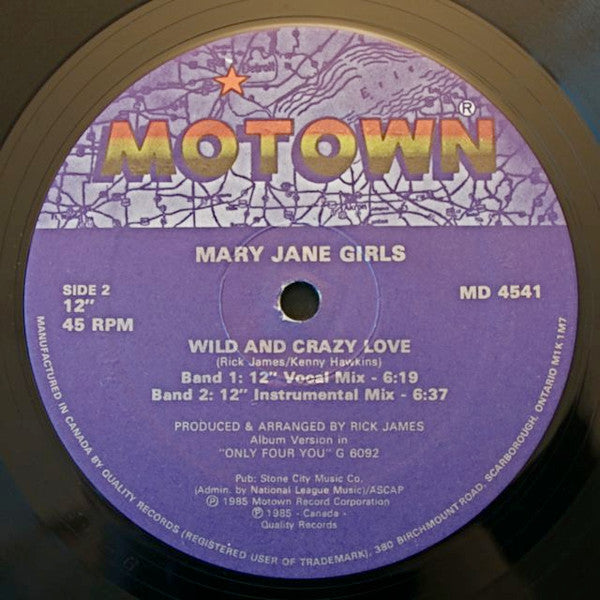 Erie
MOTOWN®
MARY JANE GIRLS
SIDE 2
12"
45 RPM
MD 4541
WILD AND CRAZY LOVE
(Rick James/Kenny Hawkins)
Band 1: 12" Vocal Mix - 6:19
Band 2: 12" Instrumental Mix - 6:37
PRODUCED & ARRANGED BY RICK JAMES
Album Version in
"ONLY FOUR YOU" G 6092
Pub: Stone City Music Co.
(Admin. by National League Music)/ASCAP
℗ 1985 Motown Record Corporation
℗ 1985 - Canada -
Quality Records
MANUFACTURED IN CANADA BY QUALITY RECORDS (REGISTERED USER OF TRADEMARK), 380 BIRCHMOUNT ROAD, SCARBOROUGH, ONTARIO M1K 1M7